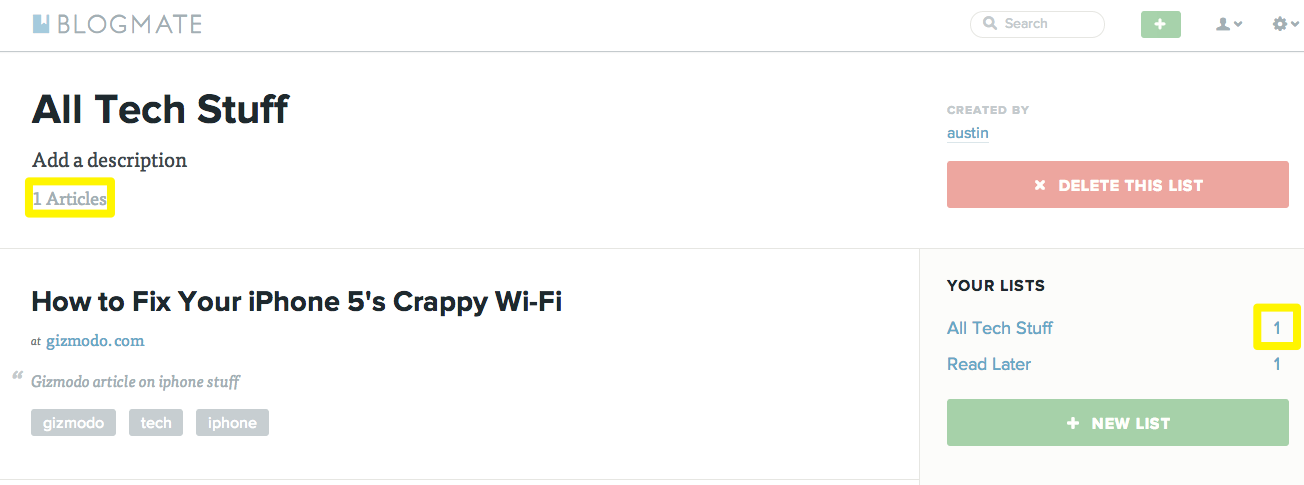 BLOGMATE
Search
All Tech Stuff
Add a description
1 Articles
CREATED BY
austin
× DELETE THIS LIST
How to Fix Your iPhone 5's Crappy Wi-Fi
at gizmodo.com
“ Gizmodo article on iphone stuff
gizmodo tech iphone
YOUR LISTS
All Tech Stuff 1
Read Later 1
+ NEW LIST